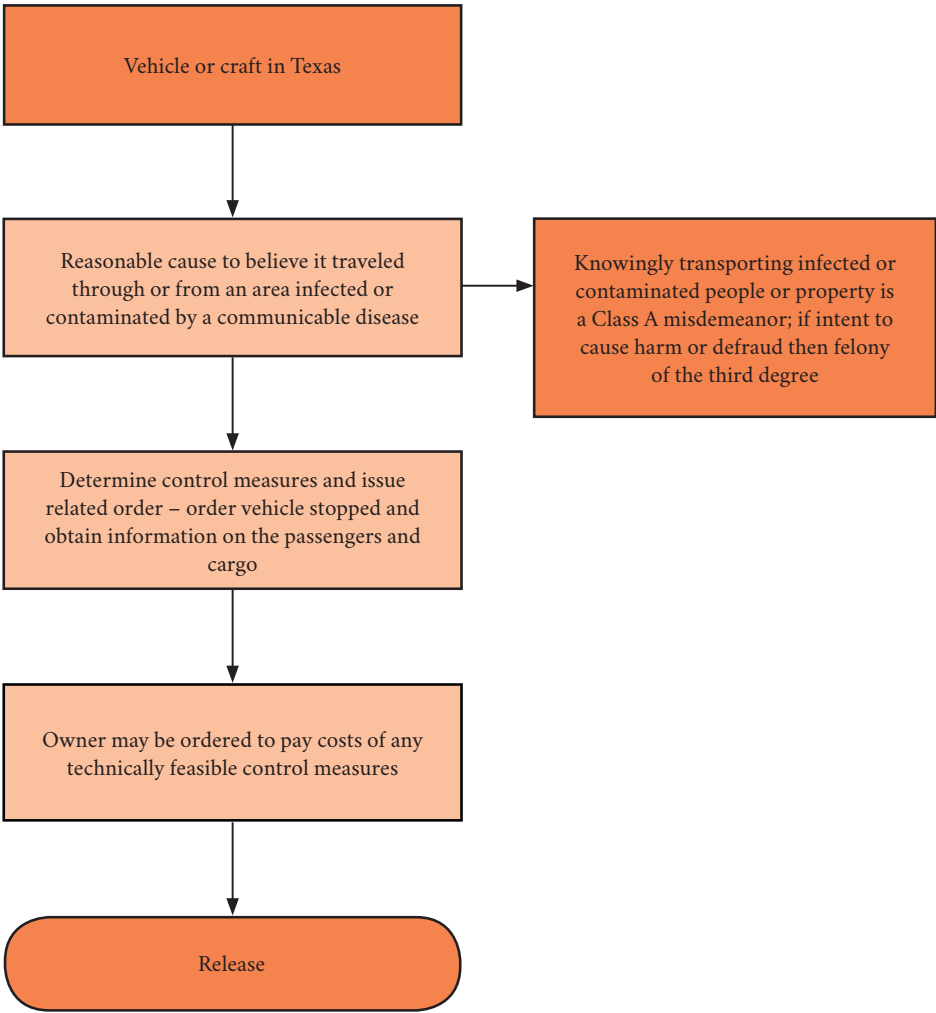 Vehicle or craft in Texas
Reasonable cause to believe it traveled
through or from an area infected or
contaminated by a communicable disease
Knowingly transporting infected or
contaminated people or property is
a Class A misdemeanor; if intent to
cause harm or defraud then felony
of the third degree
Determine control measures and issue
related order – order vehicle stopped and
obtain information on the passengers and
cargo
Owner may be ordered to pay costs of any
technically feasible control measures
Release